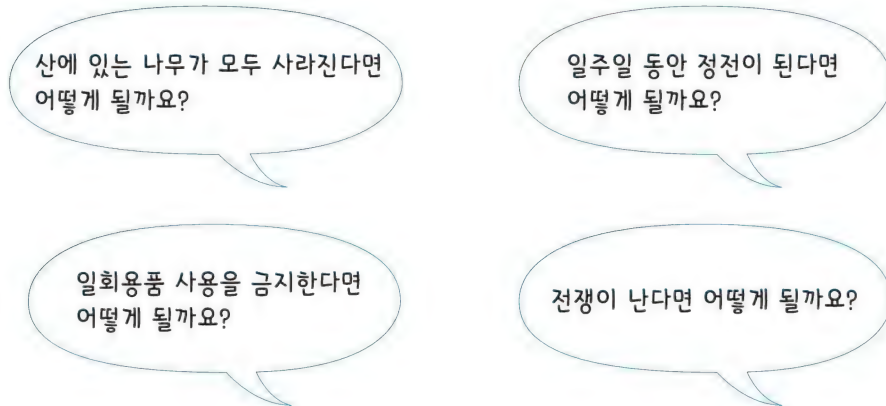 산에 있는 나무가 모두 사라진다면
어떻게 될까요?
일주일 동안 정전이 된다면
어떻게 될까요?
일회용품 사용을 금지한다면
어떻게 될까요?
전쟁이 난다면 어떻게 될까요?